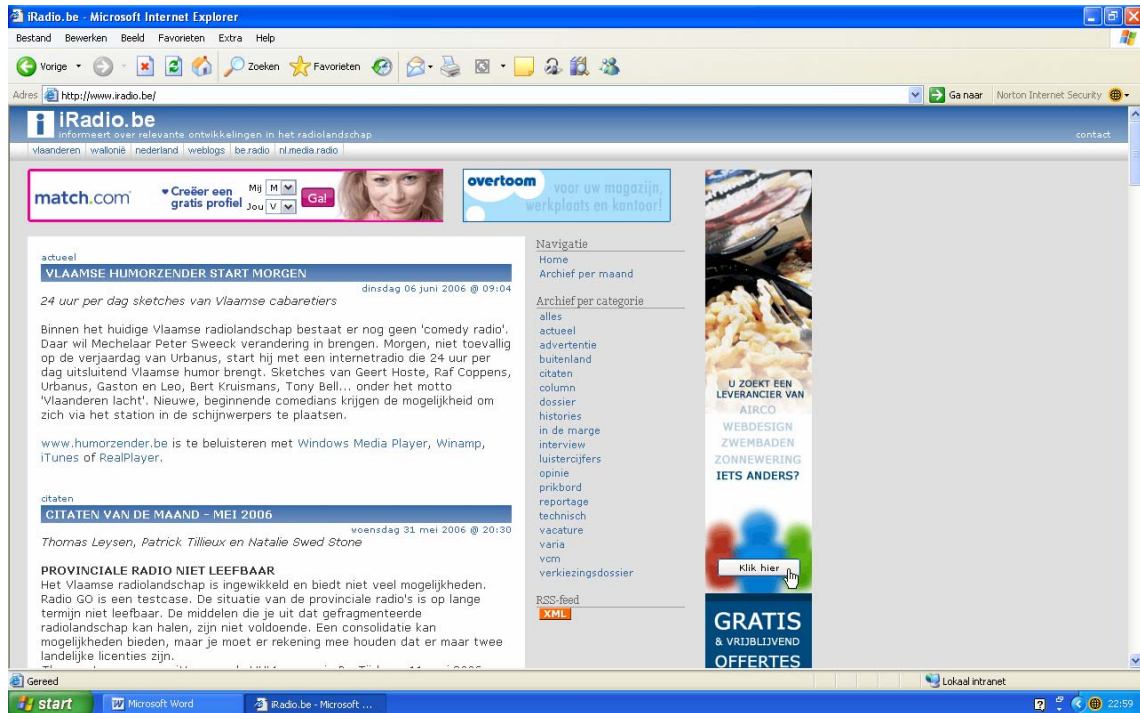 iRadio.be - Microsoft Internet Explorer
Bestand Bewerken Beeld Favorieten Extra Help
Vorige Zoeken Favorieten
Adres http://www.iradio.be/ Ga naar Norton Internet Security
iRadio.be
informeert over relevante ontwikkelingen in het radiolandschap
contact
vlaanderen wallonië nederland weblogs be.radio nl.media.radio
match.com
Creëer een
gratis profiel
Mij M
Jou V
Ga!
overtoom
voor uw magazijn,
werkplaats en kantoor!
actueel
VLAAMSE HUMORZENDER START MORGEN
dinsdag 06 juni 2006 @ 09:04
24 uur per dag sketches van Vlaamse cabaretiers
Binnen het huidige Vlaamse radiolandschap bestaat er nog geen 'comedy radio'.
Daar wil Mechelaar Peter Sweeck verandering in brengen. Morgen, niet toevallig
op de verjaardag van Urbanus, start hij met een internetradio die 24 uur per
dag uitsluitend Vlaamse humor brengt. Sketches van Geert Hoste, Raf Coppens,
Urbanus, Gaston en Leo, Bert Kruismans, Tony Bell... onder het motto
'Vlaanderen lacht'. Nieuwe, beginnende comedians krijgen de mogelijkheid om
zich via het station in de schijnwerpers te plaatsen.
www.humorzender.be is te beluisteren met Windows Media Player, Winamp,
iTunes of RealPlayer.
citaten
CITATEN VAN DE MAAND - MEI 2006
woensdag 31 mei 2006 @ 20:30
Thomas Leysen, Patrick Tillieux en Natalie Swed Stone
PROVINCIALE RADIO NIET LEEFBAAR
Het Vlaamse radiolandschap is ingewikkeld en biedt niet veel mogelijkheden.
Radio GO is een testcase. De situatie van de provinciale radio's is op lange
termijn niet leefbaar. De middelen die je uit dat gefragmenteerde
radiolandschap kan halen, zijn niet voldoende. Een consolidatie kan
mogelijkheden bieden, maar je moet er rekening mee houden dat er maar twee
landelijke licenties zijn.
Navigatie
Home
Archief per maand
Archief per categorie
alles
actueel
advertentie
buitenland
citaten
column
dossier
histories
in de marge
interview
luistercijfers
opinie
prikbord
reportage
technisch
vacature
varia
vcm
verkiezingsdossier
RSS-feed
XML
U ZOEKT EEN
LEVERANCIER VAN
AIRCO
WEBDESIGN
ZWEMBADEN
ZONNEWERING
IETS ANDERS?
Klik hier
GRATIS
& VRIJBLIJVEND
OFFERTES
Gereed Lokaal intranet
start Microsoft Word iRadio.be - Microsoft ... 22:59